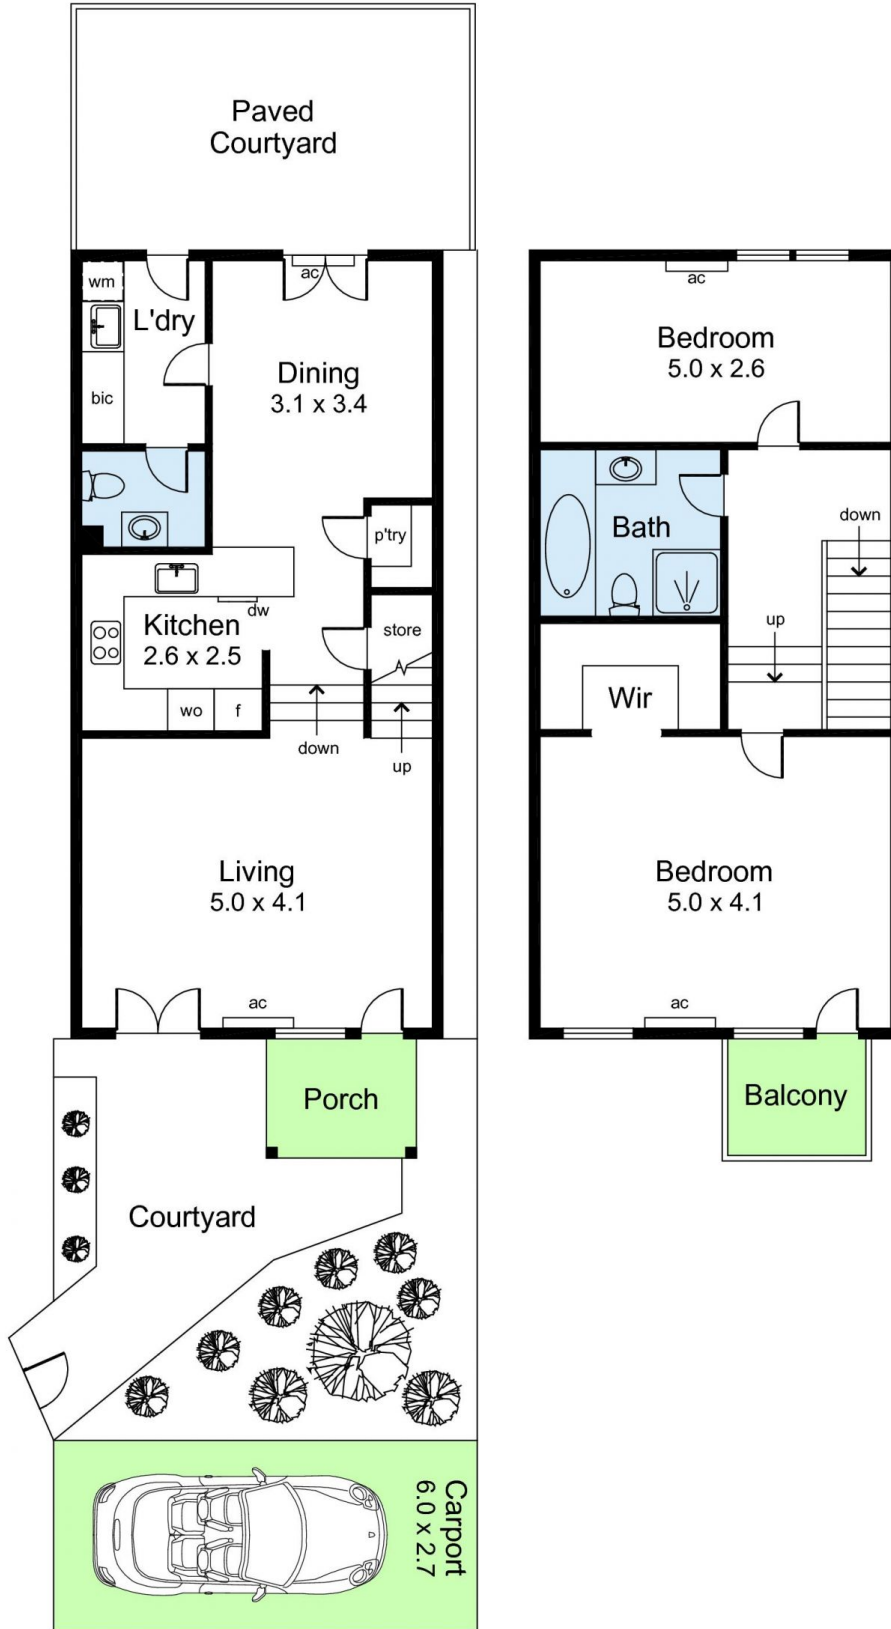 Paved
Courtyard
wm
L'dry
bic
ac
Dining
3.1 x 3.4
p'try
dw
Kitchen
2.6 x 2.5
store
wo
f
down
up
Living
5.0 x 4.1
ac
Porch
Courtyard
Carport
6.0 x 2.7
ac
Bedroom
5.0 x 2.6
Bath
down
up
Wir
Bedroom
5.0 x 4.1
ac
Balcony